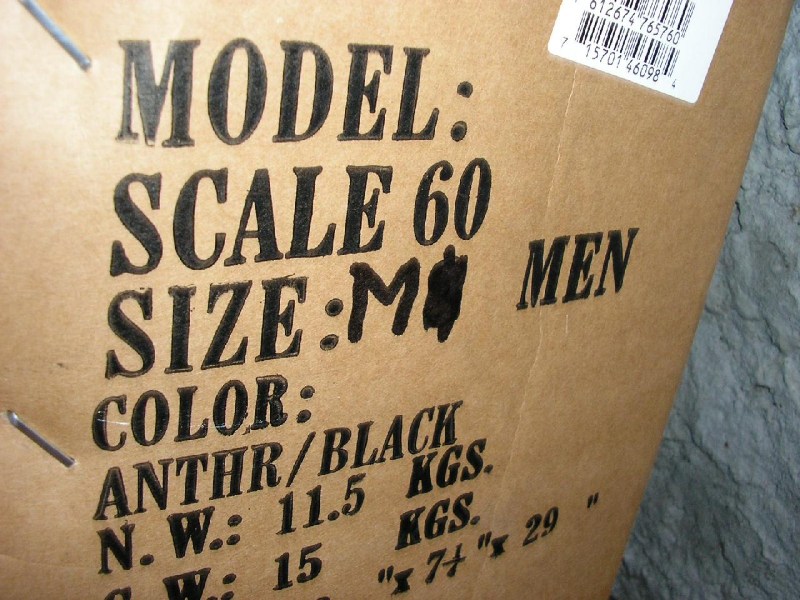 612674 765760
7 15701 46098 4
MODEL:
SCALE 60
SIZE: M MEN
COLOR:
ANTHR/BLACK
N.W.: 11.5 KGS.
G.W.: 15 KGS.
"x 7¼ "x 29 "